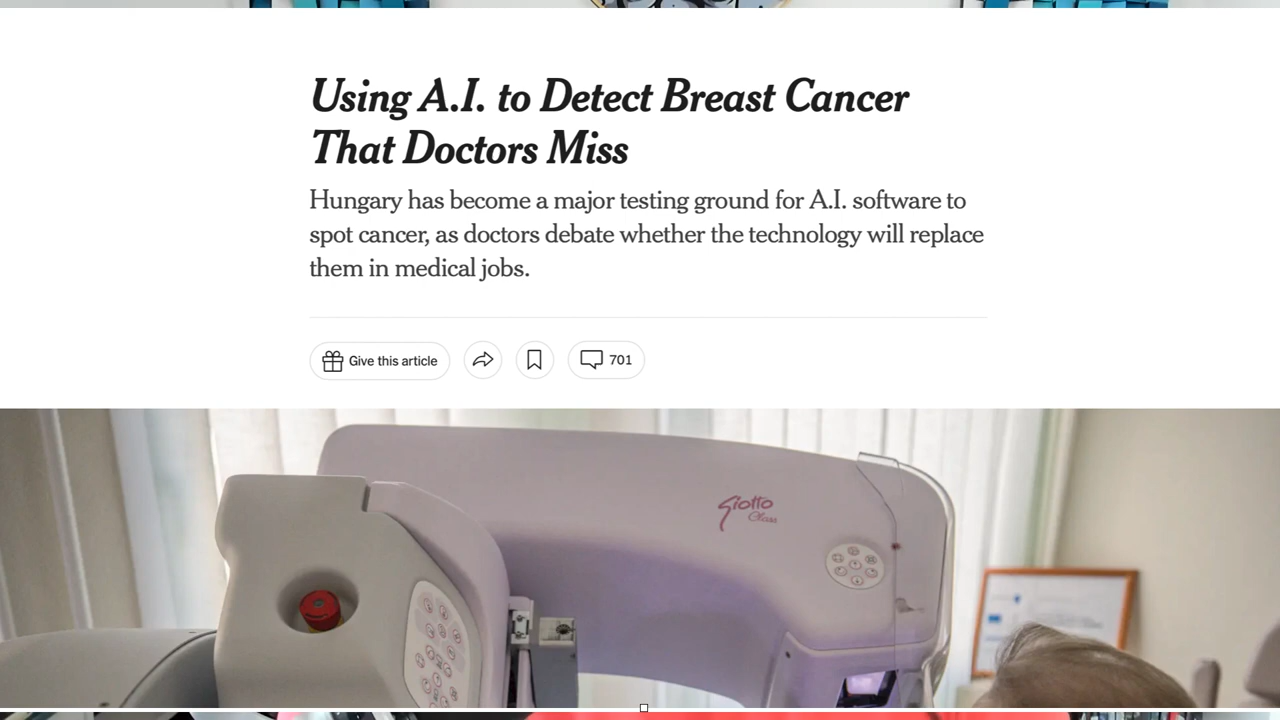 Using A.I. to Detect Breast Cancer
That Doctors Miss
Hungary has become a major testing ground for A.I. software to
spot cancer, as doctors debate whether the technology will replace
them in medical jobs.
Give this article
701
Giotto
Class